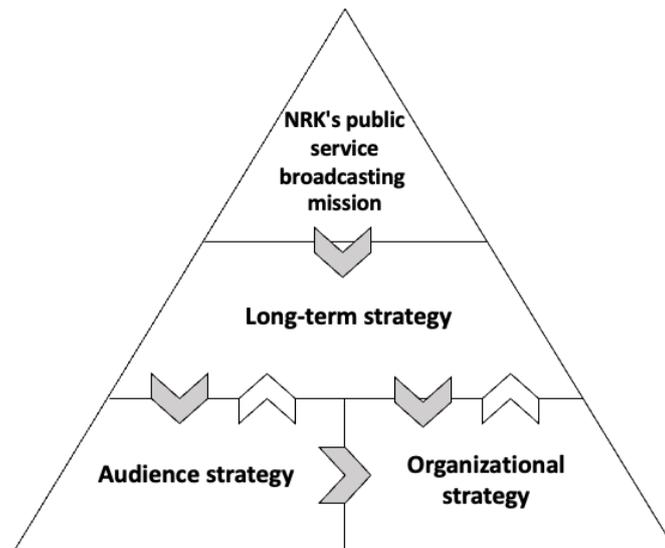 NRK's public
service
broadcasting
mission
Long-term strategy
Audience strategy
Organizational
strategy